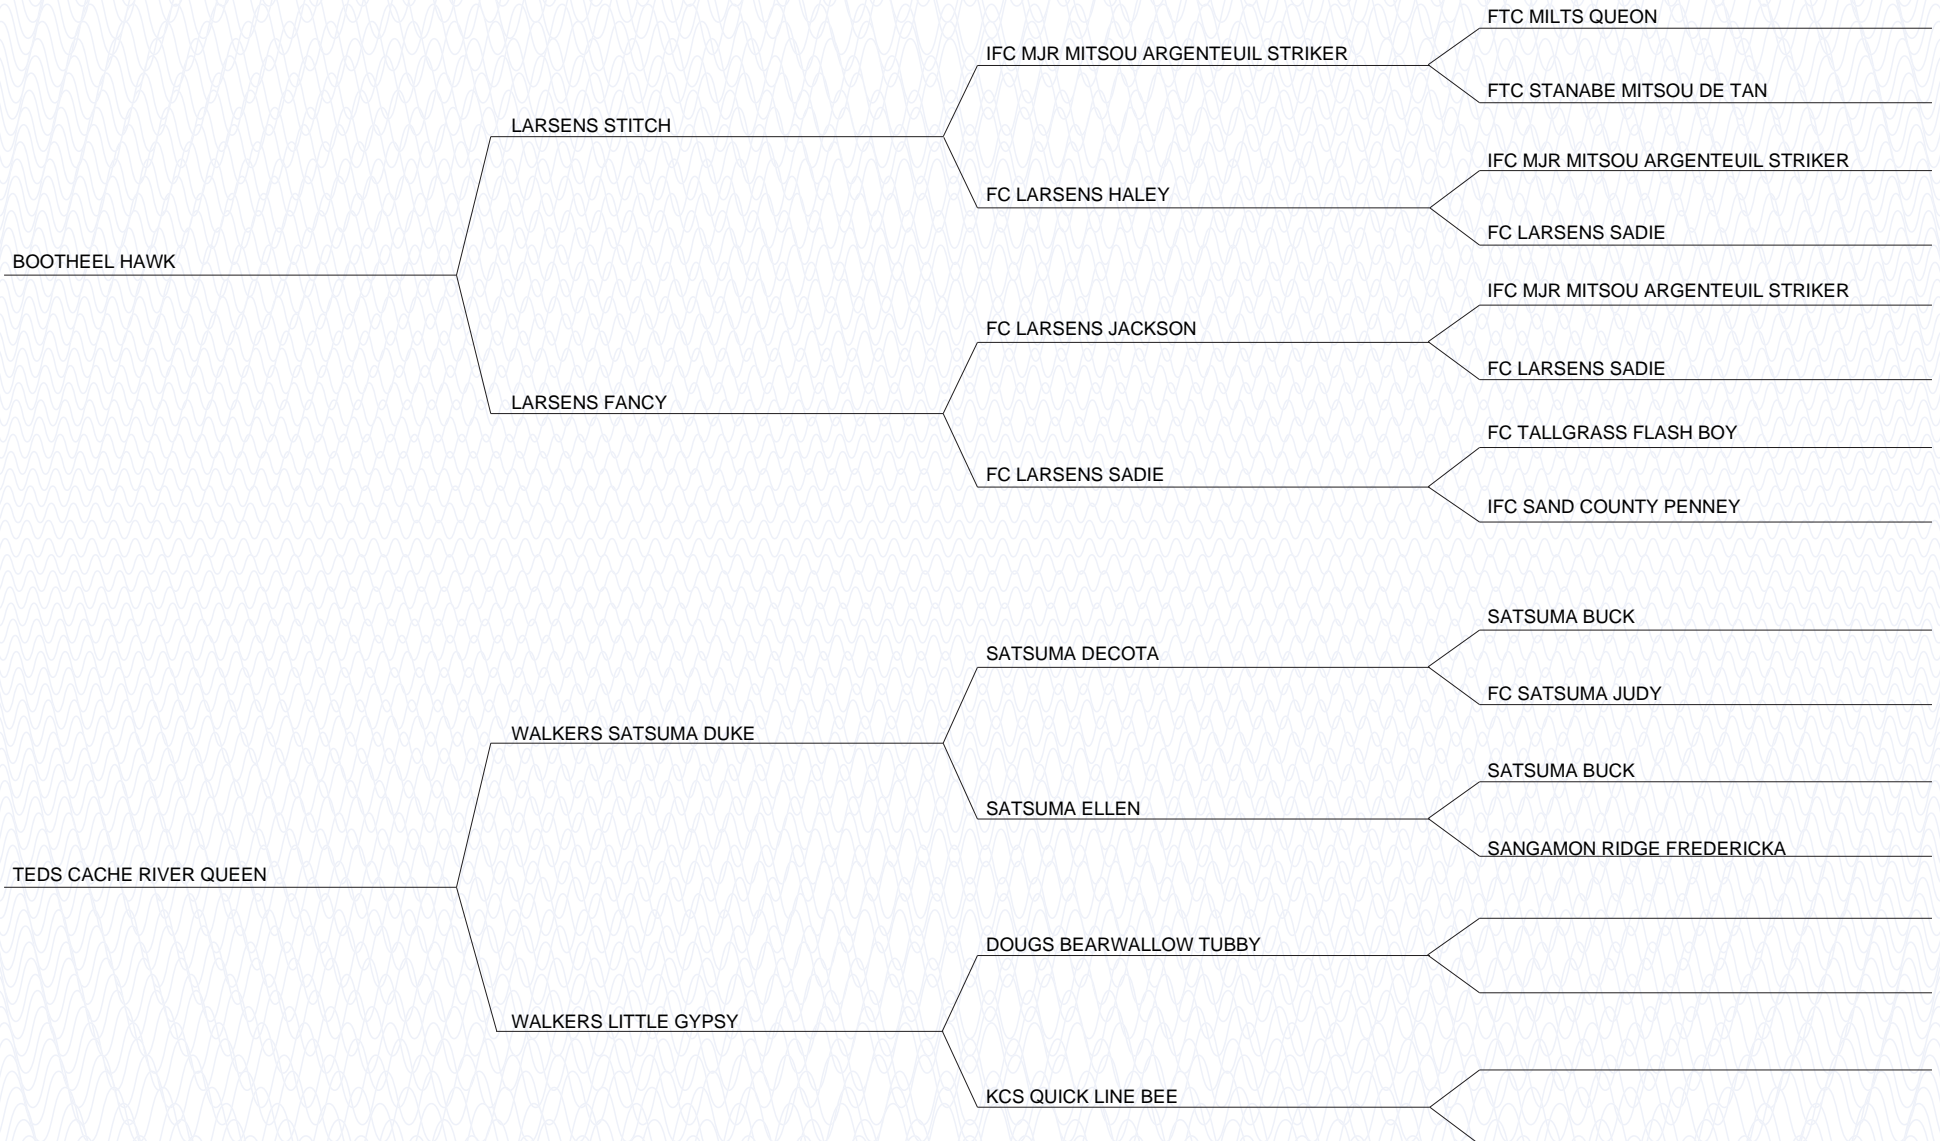 FTC MILTS QUEON
IFC MJR MITSOU ARGENTEUIL STRIKER
FTC STANABE MITSOU DE TAN
LARSENS STITCH
IFC MJR MITSOU ARGENTEUIL STRIKER
FC LARSENS HALEY
FC LARSENS SADIE
BOOTHEEL HAWK
IFC MJR MITSOU ARGENTEUIL STRIKER
FC LARSENS JACKSON
FC LARSENS SADIE
LARSENS FANCY
FC TALLGRASS FLASH BOY
FC LARSENS SADIE
IFC SAND COUNTY PENNEY
SATSUMA BUCK
SATSUMA DECOTA
FC SATSUMA JUDY
WALKERS SATSUMA DUKE
SATSUMA BUCK
SATSUMA ELLEN
SANGAMON RIDGE FREDERICKA
TEDS CACHE RIVER QUEEN
DOUGS BEARWALLOW TUBBY
WALKERS LITTLE GYPSY
KCS QUICK LINE BEE